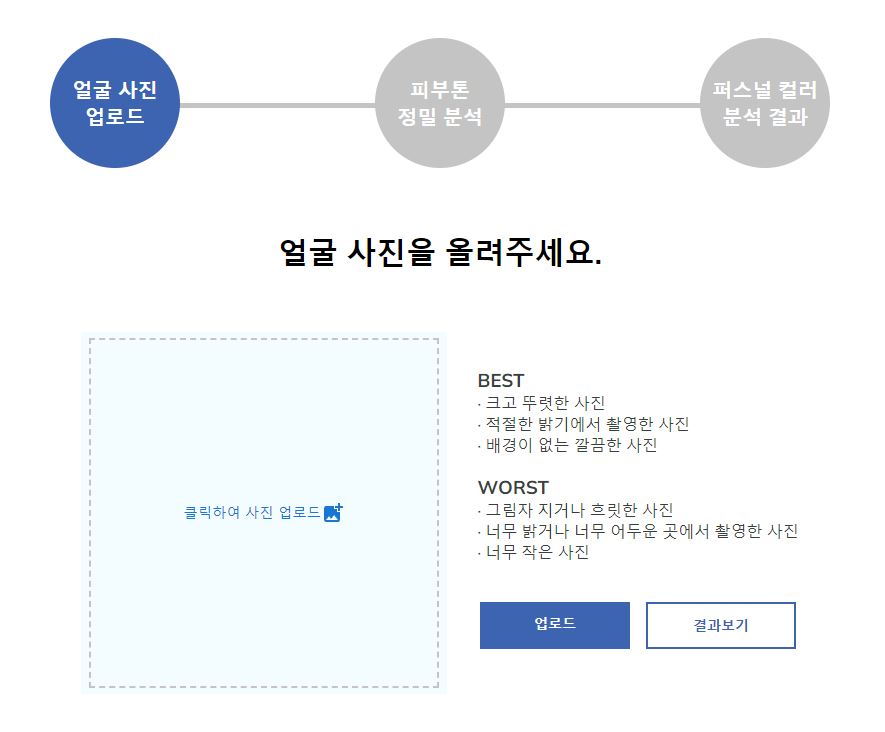 얼굴 사진
업로드
피부톤
정밀 분석
퍼스널 컬러
분석 결과
얼굴 사진을 올려주세요.
클릭하여 사진 업로드
BEST
· 크고 뚜렷한 사진
· 적절한 밝기에서 촬영한 사진
· 배경이 없는 깔끔한 사진
WORST
· 그림자 지거나 흐릿한 사진
· 너무 밝거나 너무 어두운 곳에서 촬영한 사진
· 너무 작은 사진
업로드
결과보기